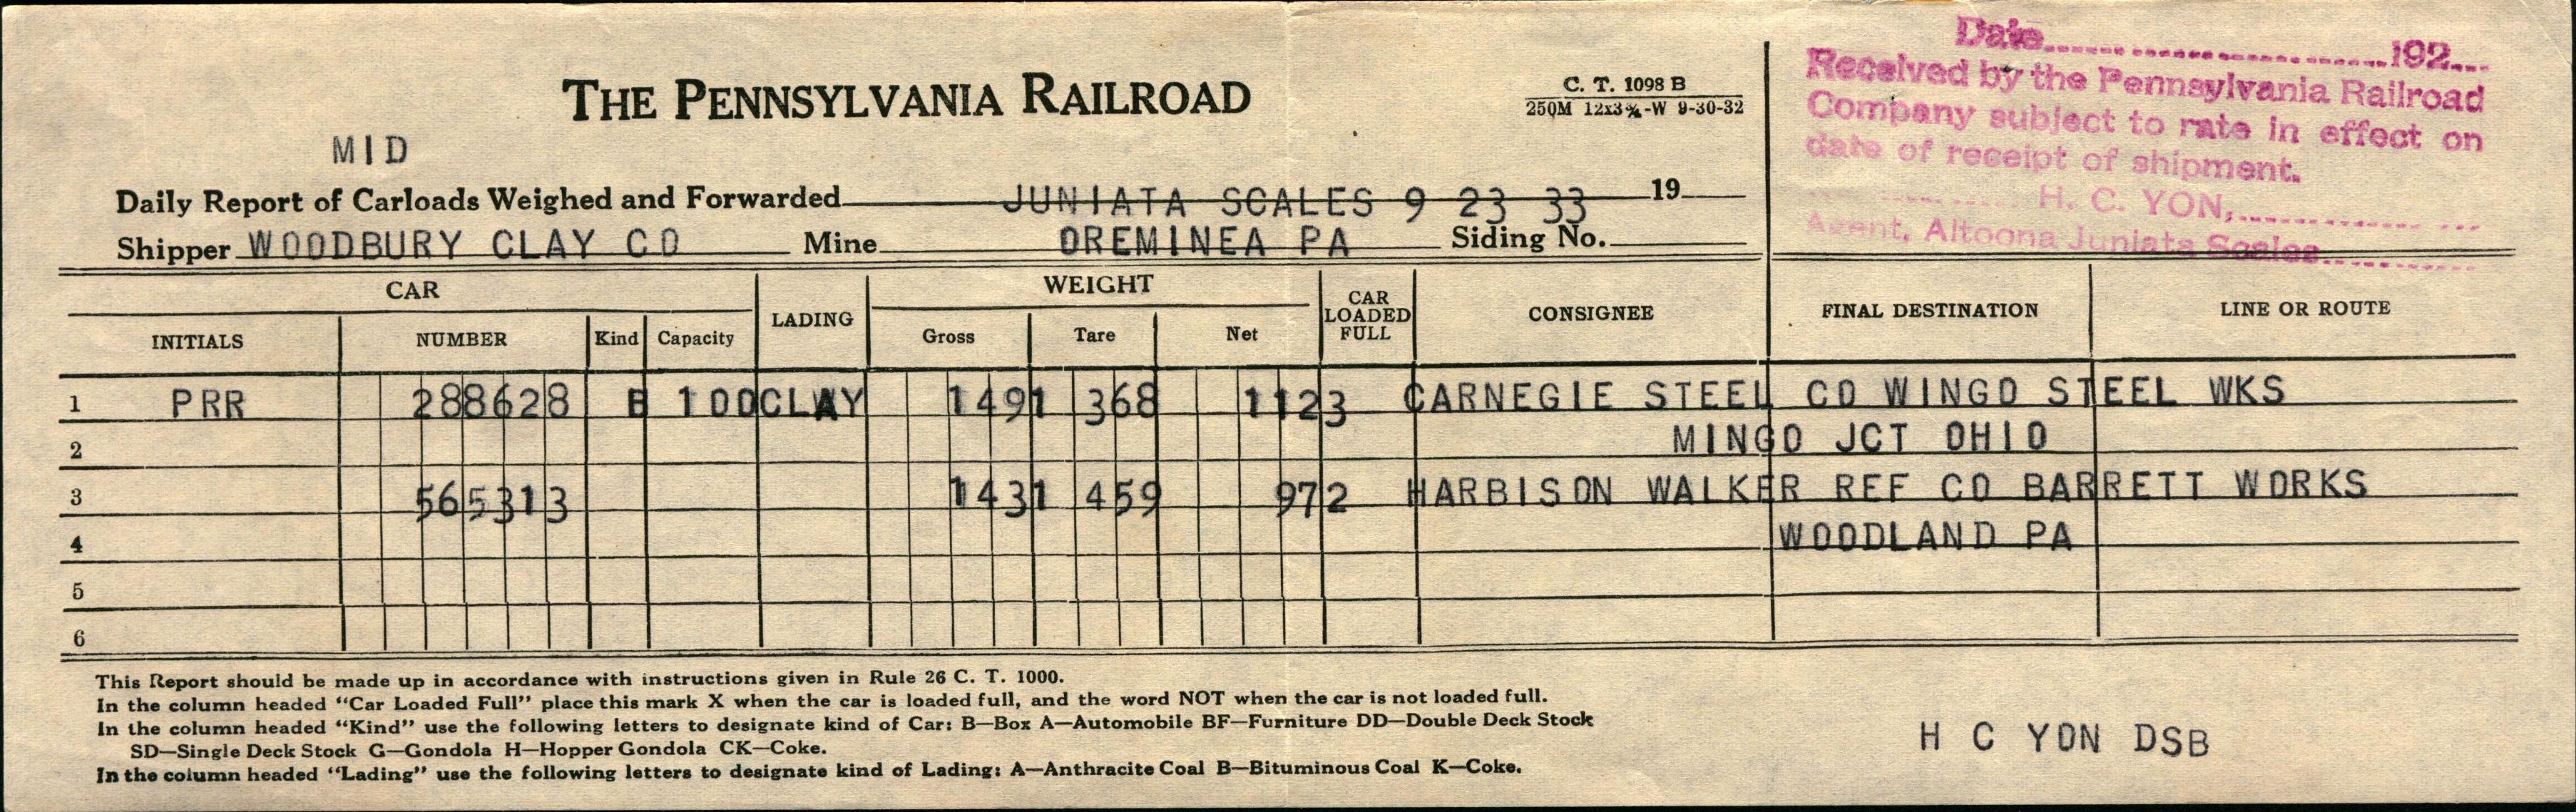 Date 192
Received by the Pennsylvania Railroad
Company subject to rate in effect on
date of receipt of shipment.
H. C. YON,
Agent, Altoona Juniata Scales
THE PENNSYLVANIA RAILROAD
C. T. 1098 B
250M 12x3¾-W 9-30-32
MID
Daily Report of Carloads Weighed and Forwarded JUNIATA SCALES 9 23 33 19
Shipper WOODBURY CLAY CO Mine OREMINEA PA Siding No.
CAR LADING WEIGHT CAR LOADED FULL CONSIGNEE FINAL DESTINATION LINE OR ROUTE
INITIALS NUMBER Kind Capacity Gross Tare Net
1 PRR 288628 B 100 CLAY 1491 368 1123 CARNEGIE STEEL CO WINGO STEEL WKS
2 MINGO JCT OHIO
3 565313 1431 459 972 HARBISON WALKER REF CO BARRETT WORKS
4 WOODLAND PA
5
6
This Report should be made up in accordance with instructions given in Rule 26 C. T. 1000.
In the column headed “Car Loaded Full” place this mark X when the car is loaded full, and the word NOT when the car is not loaded full.
In the column headed “Kind” use the following letters to designate kind of Car: B—Box A—Automobile BF—Furniture DD—Double Deck Stock
SD—Single Deck Stock G—Gondola H—Hopper Gondola CK—Coke.
In the column headed “Lading” use the following letters to designate kind of Lading: A—Anthracite Coal B—Bituminous Coal K—Coke.
H C YON DSB